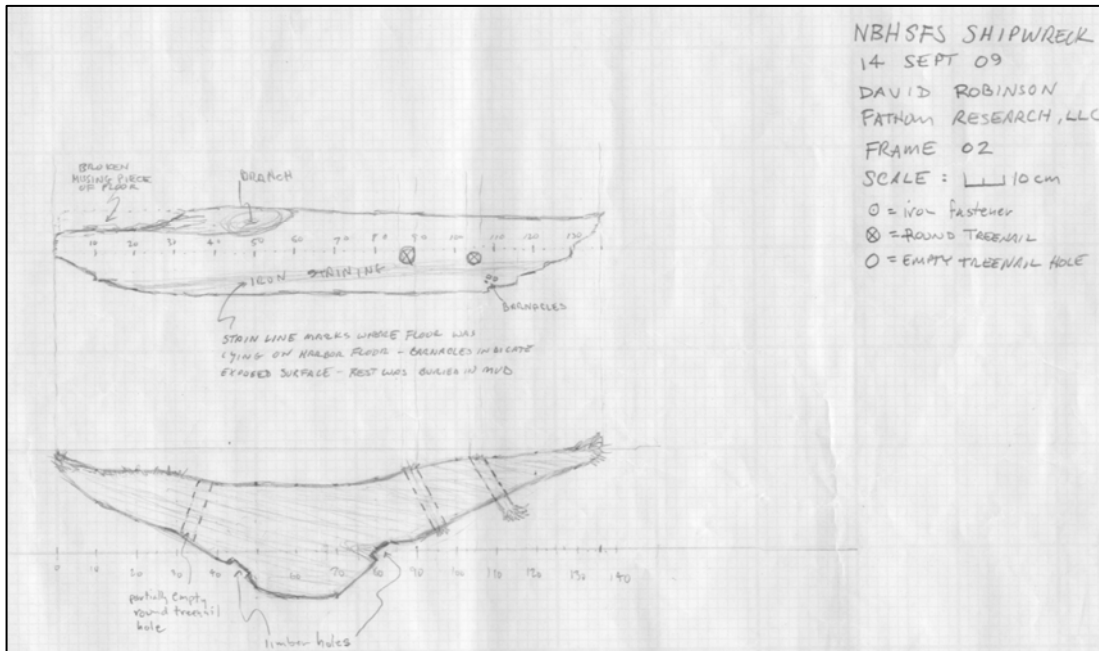 NBHSFS SHIPWRECK
14 SEPT 09
DAVID ROBINSON
FATHOM RESEARCH, LLC
FRAME 02
SCALE: 10cm
= iron fastener
= ROUND TREENAIL
= EMPTY TREENAIL HOLE
BROKEN
MISSING PIECE
OF FLOOR
BRANCH
10 20 30 40 50 60 70 80 90 100 110 120 130
IRON STAINING
BARNACLES
STAIN LINE MARKS WHERE FLOOR WAS
LYING ON HARBOR FLOOR - BARNACLES INDICATE
EXPOSED SURFACE - REST WAS BURIED IN MUD
0 10 20 30 40 60 70 80 90 100 110 120 130 140
partially empty
round treenail
hole
limber holes